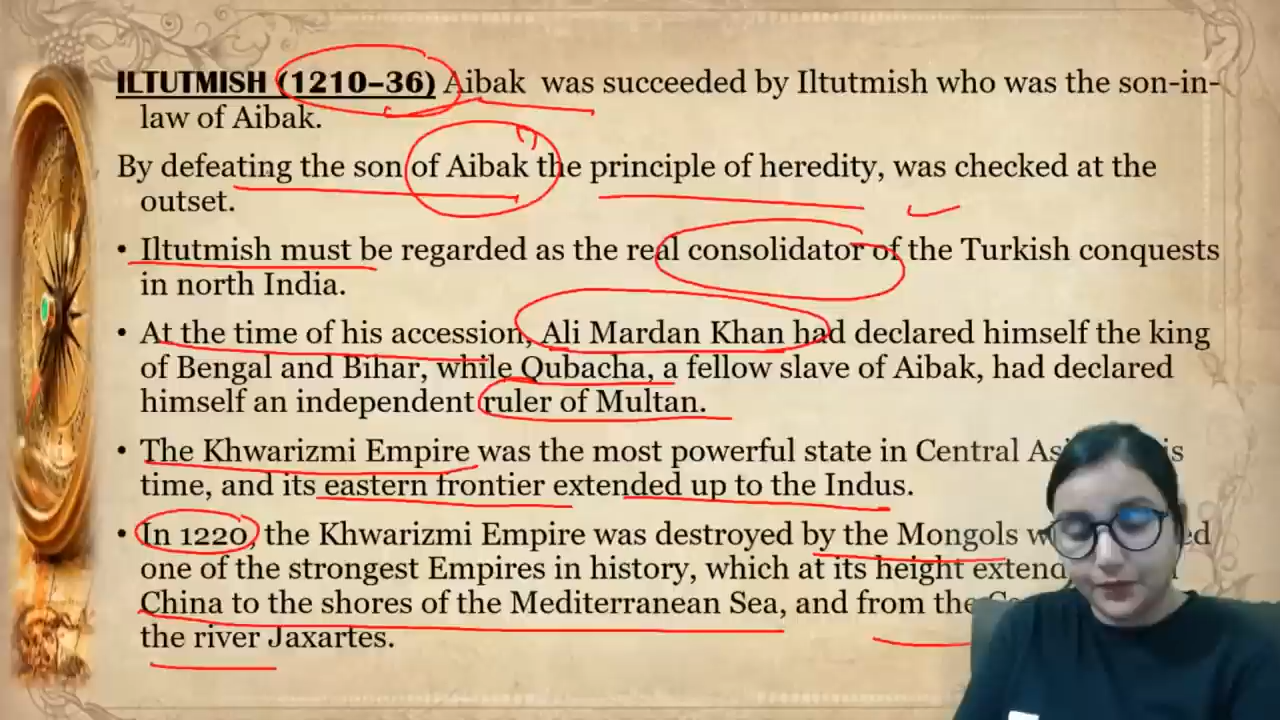 ILTUTMISH (1210–36) Aibak was succeeded by Iltutmish who was the son-in-
law of Aibak.
By defeating the son of Aibak the principle of heredity, was checked at the
outset.
• Iltutmish must be regarded as the real consolidator of the Turkish conquests
in north India.
• At the time of his accession, Ali Mardan Khan had declared himself the king
of Bengal and Bihar, while Qubacha, a fellow slave of Aibak, had declared
himself an independent ruler of Multan.
• The Khwarizmi Empire was the most powerful state in Central
time, and its eastern frontier extended up to the Indus.
• In 1220, the Khwarizmi Empire was destroyed by the Mongols
one of the strongest Empires in history, which at its height
China to the shores of the Mediterranean Sea, and from the
the river Jaxartes.